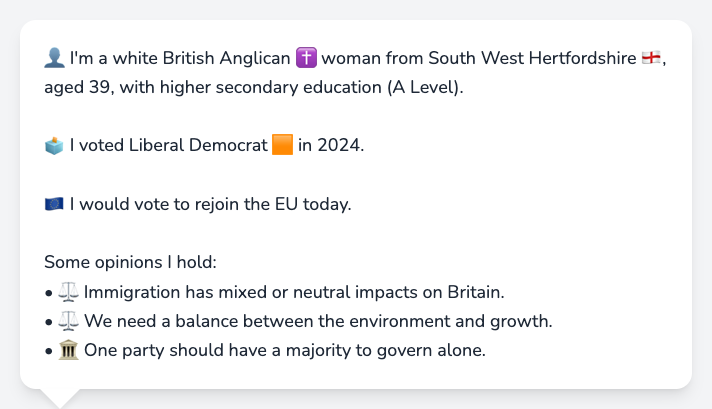 👤 I'm a white British Anglican ✝️ woman from South West Hertfordshire 🏴󠁧󠁢󠁥󠁮󠁧󠁿,
aged 39, with higher secondary education (A Level).
🗳️ I voted Liberal Democrat 🟧 in 2024.
🇪🇺 I would vote to rejoin the EU today.
Some opinions I hold:
• ⚖️ Immigration has mixed or neutral impacts on Britain.
• ⚖️ We need a balance between the environment and growth.
• 🏛️ One party should have a majority to govern alone.